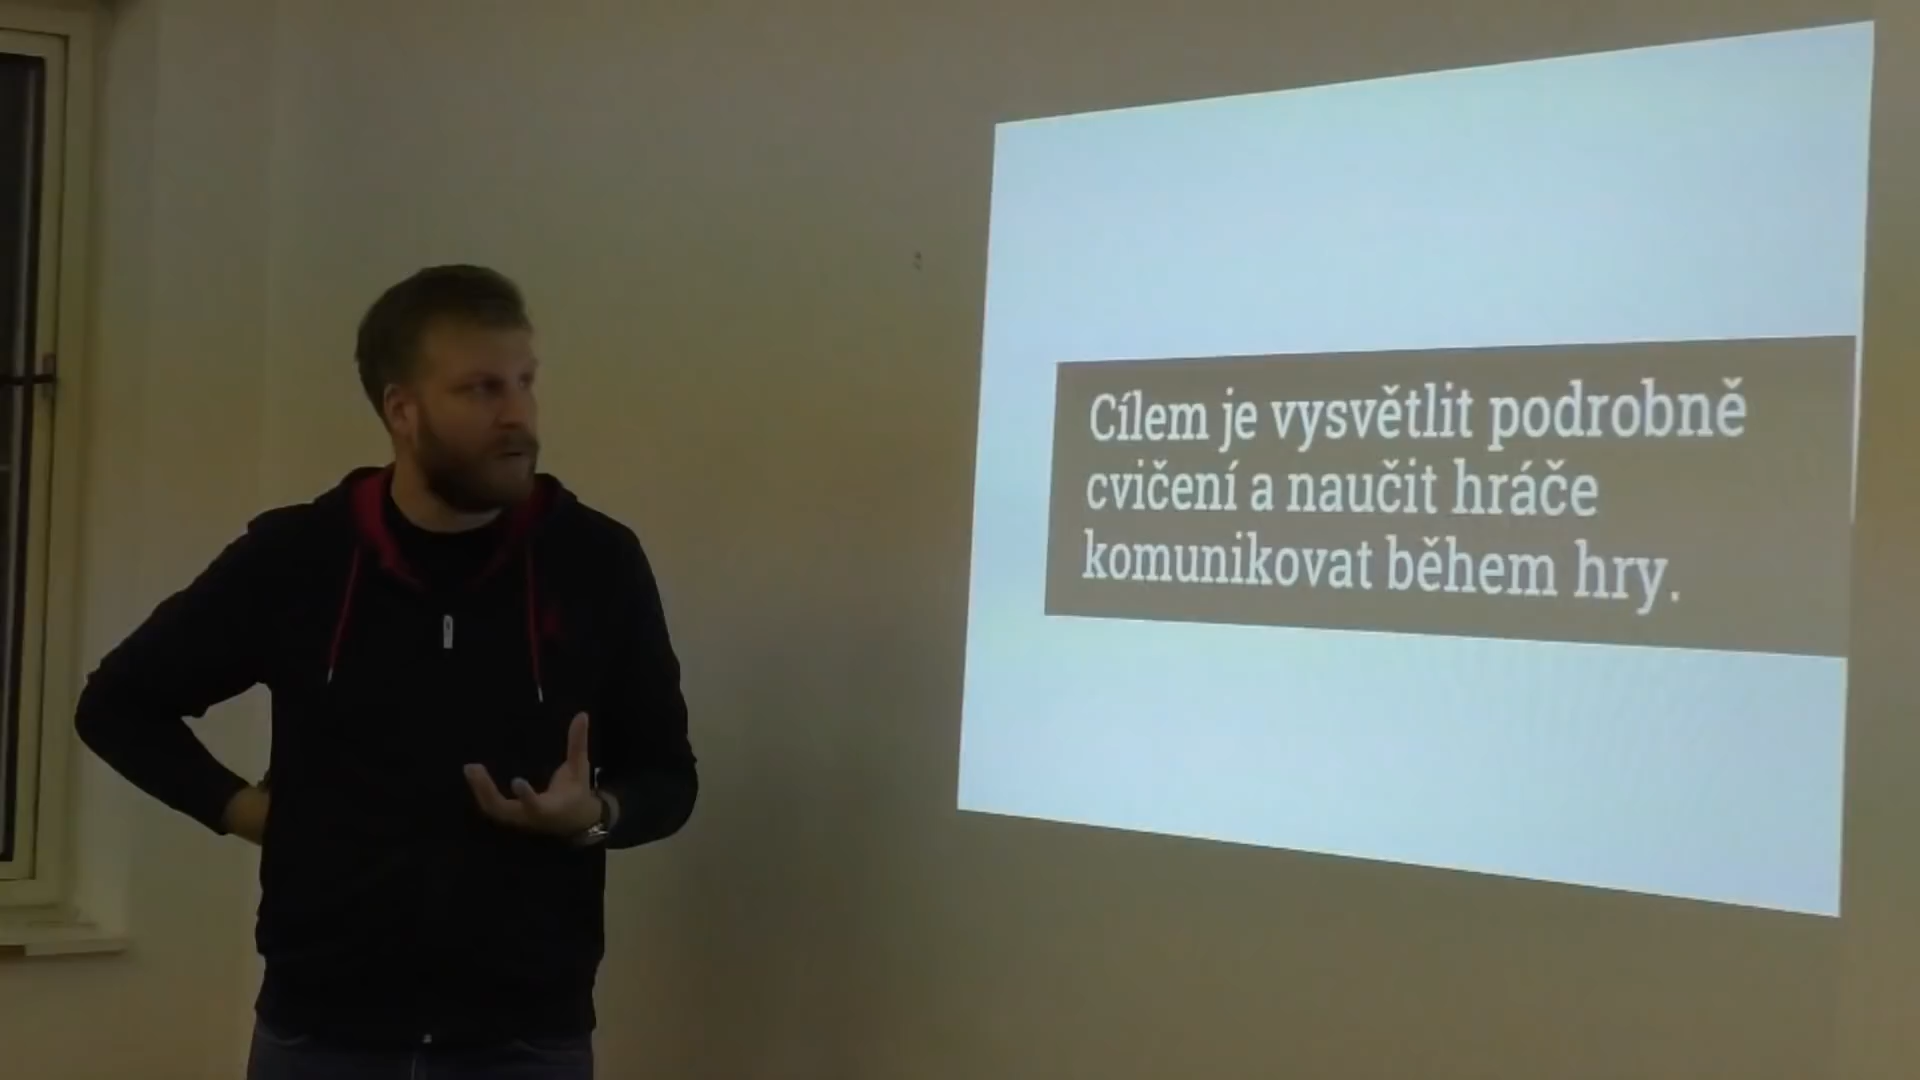 Cílem je vysvětlit podrobně
cvičení a naučit hráče
komunikovat během hry.